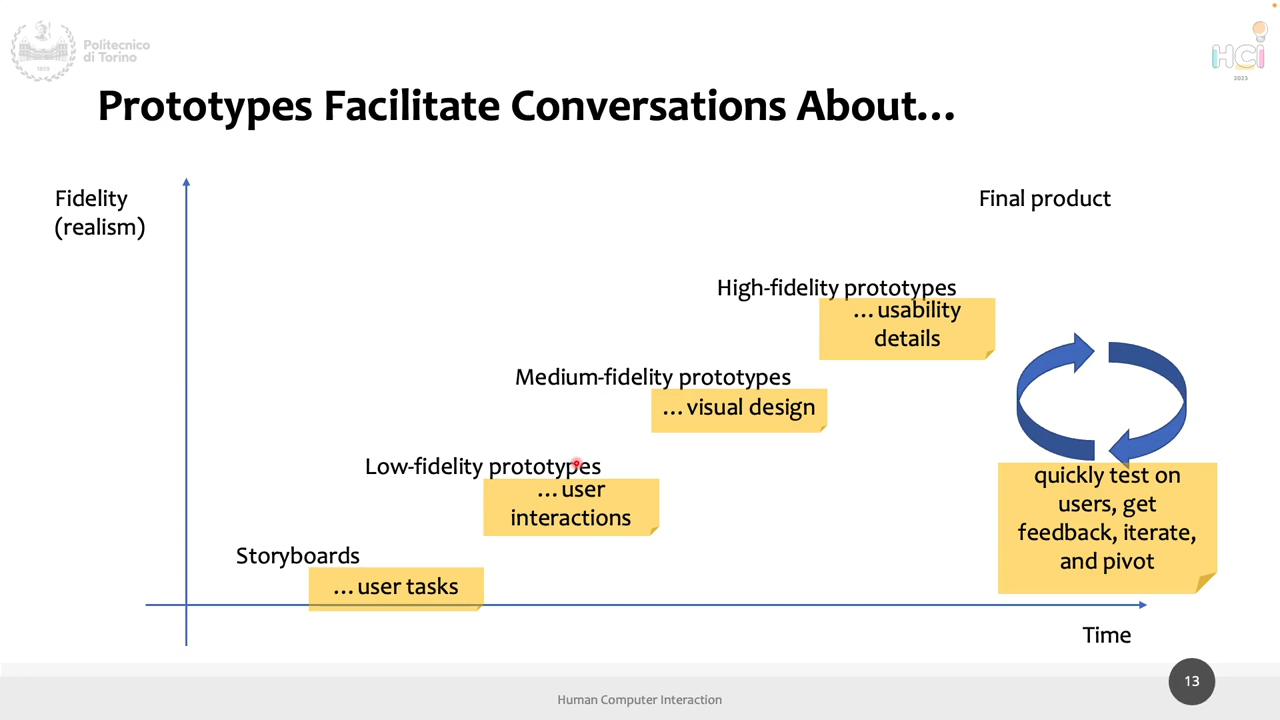 Politecnico
di Torino
1859
HCI
2023
Prototypes Facilitate Conversations About...
Fidelity
(realism)
Final product
High-fidelity prototypes
...usability
details
Medium-fidelity prototypes
...visual design
Low-fidelity prototypes
...user
interactions
Storyboards
...user tasks
quickly test on
users, get
feedback, iterate,
and pivot
Time
13
Human Computer Interaction